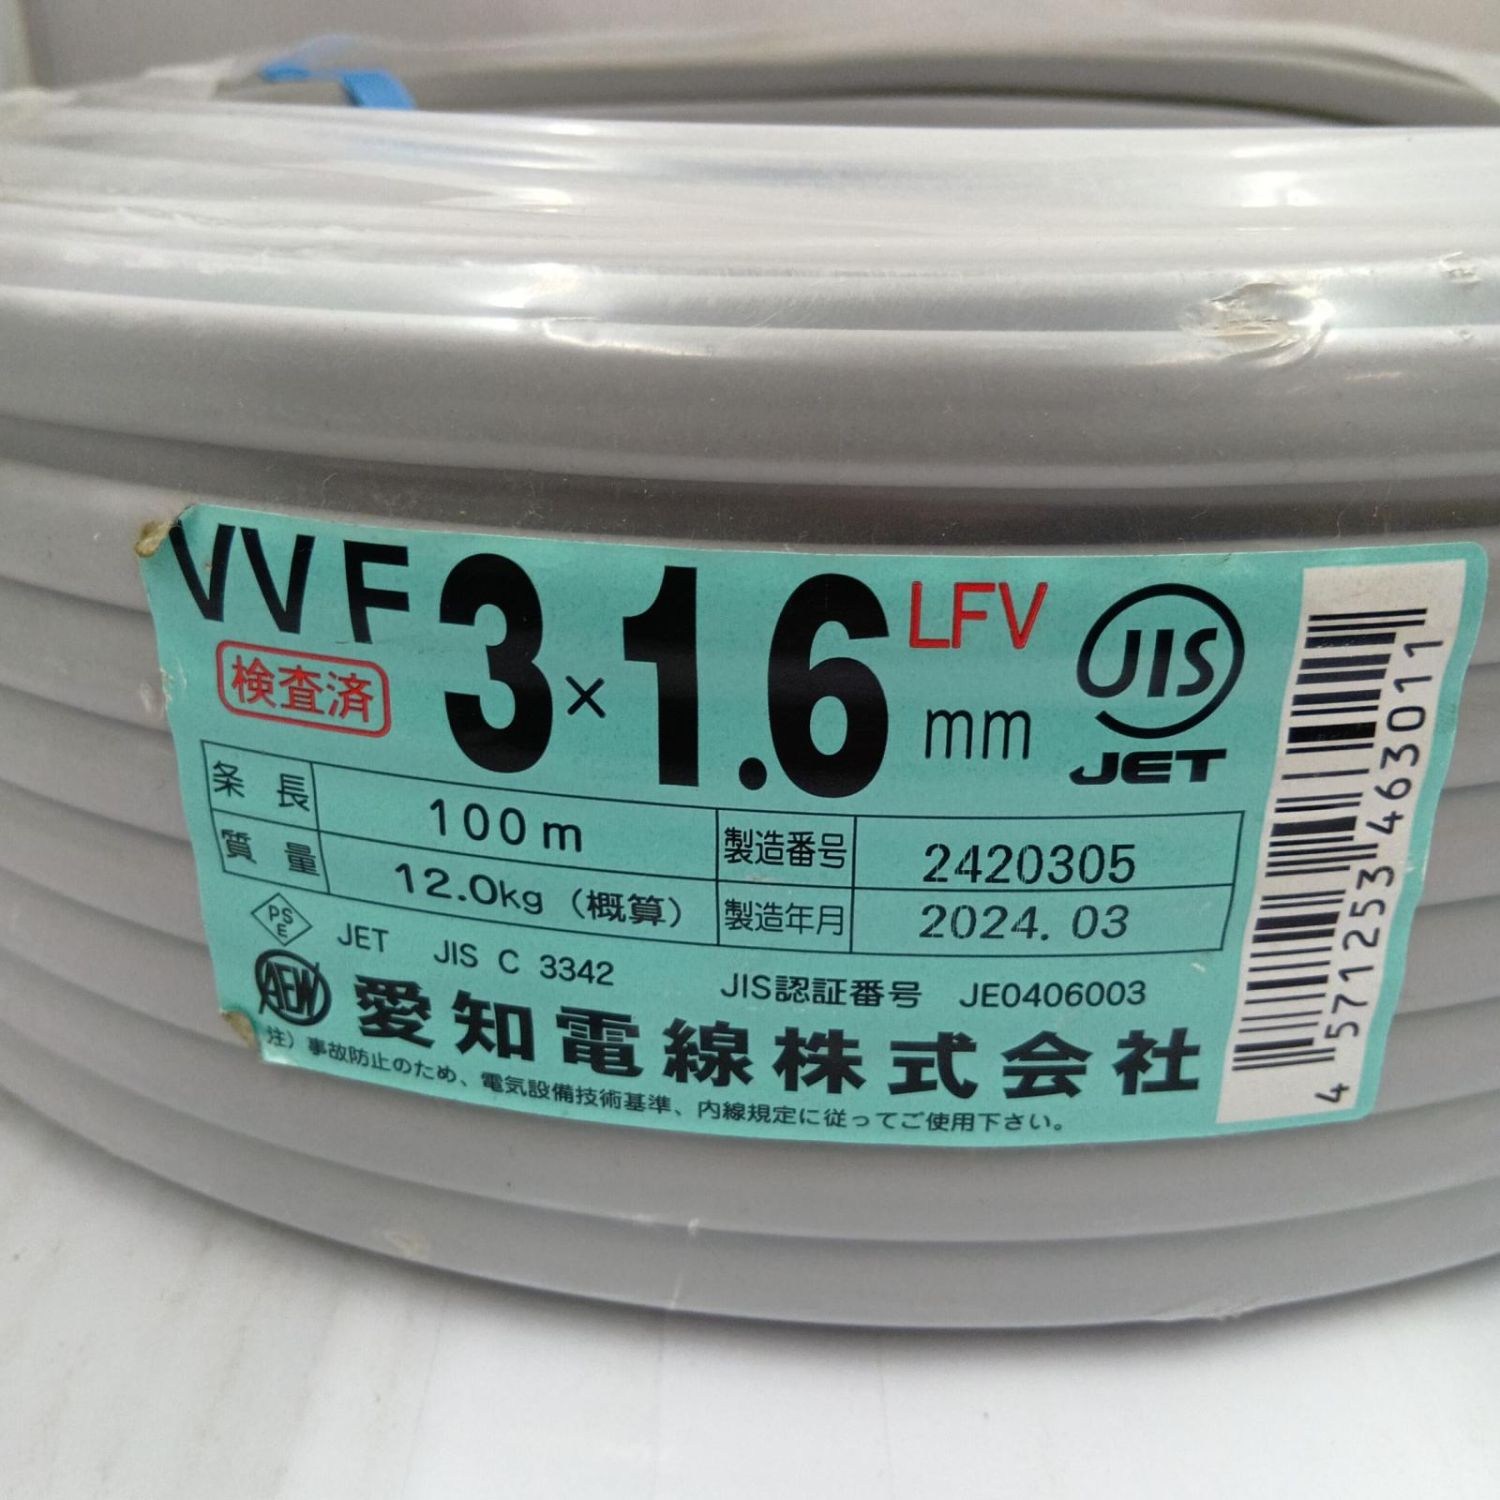 VVF 3×1.6 mm LFV
検査済
JIS
JET
条長 100m
質量 12.0kg (概算)
製造番号 2420305
製造年月 2024.03
PSE JET JIS C 3342 JIS認証番号 JE0406003
AEW 愛知電線株式会社
注) 事故防止のため、電気設備技術基準、内線規定に従ってご使用下さい。
4571253463011